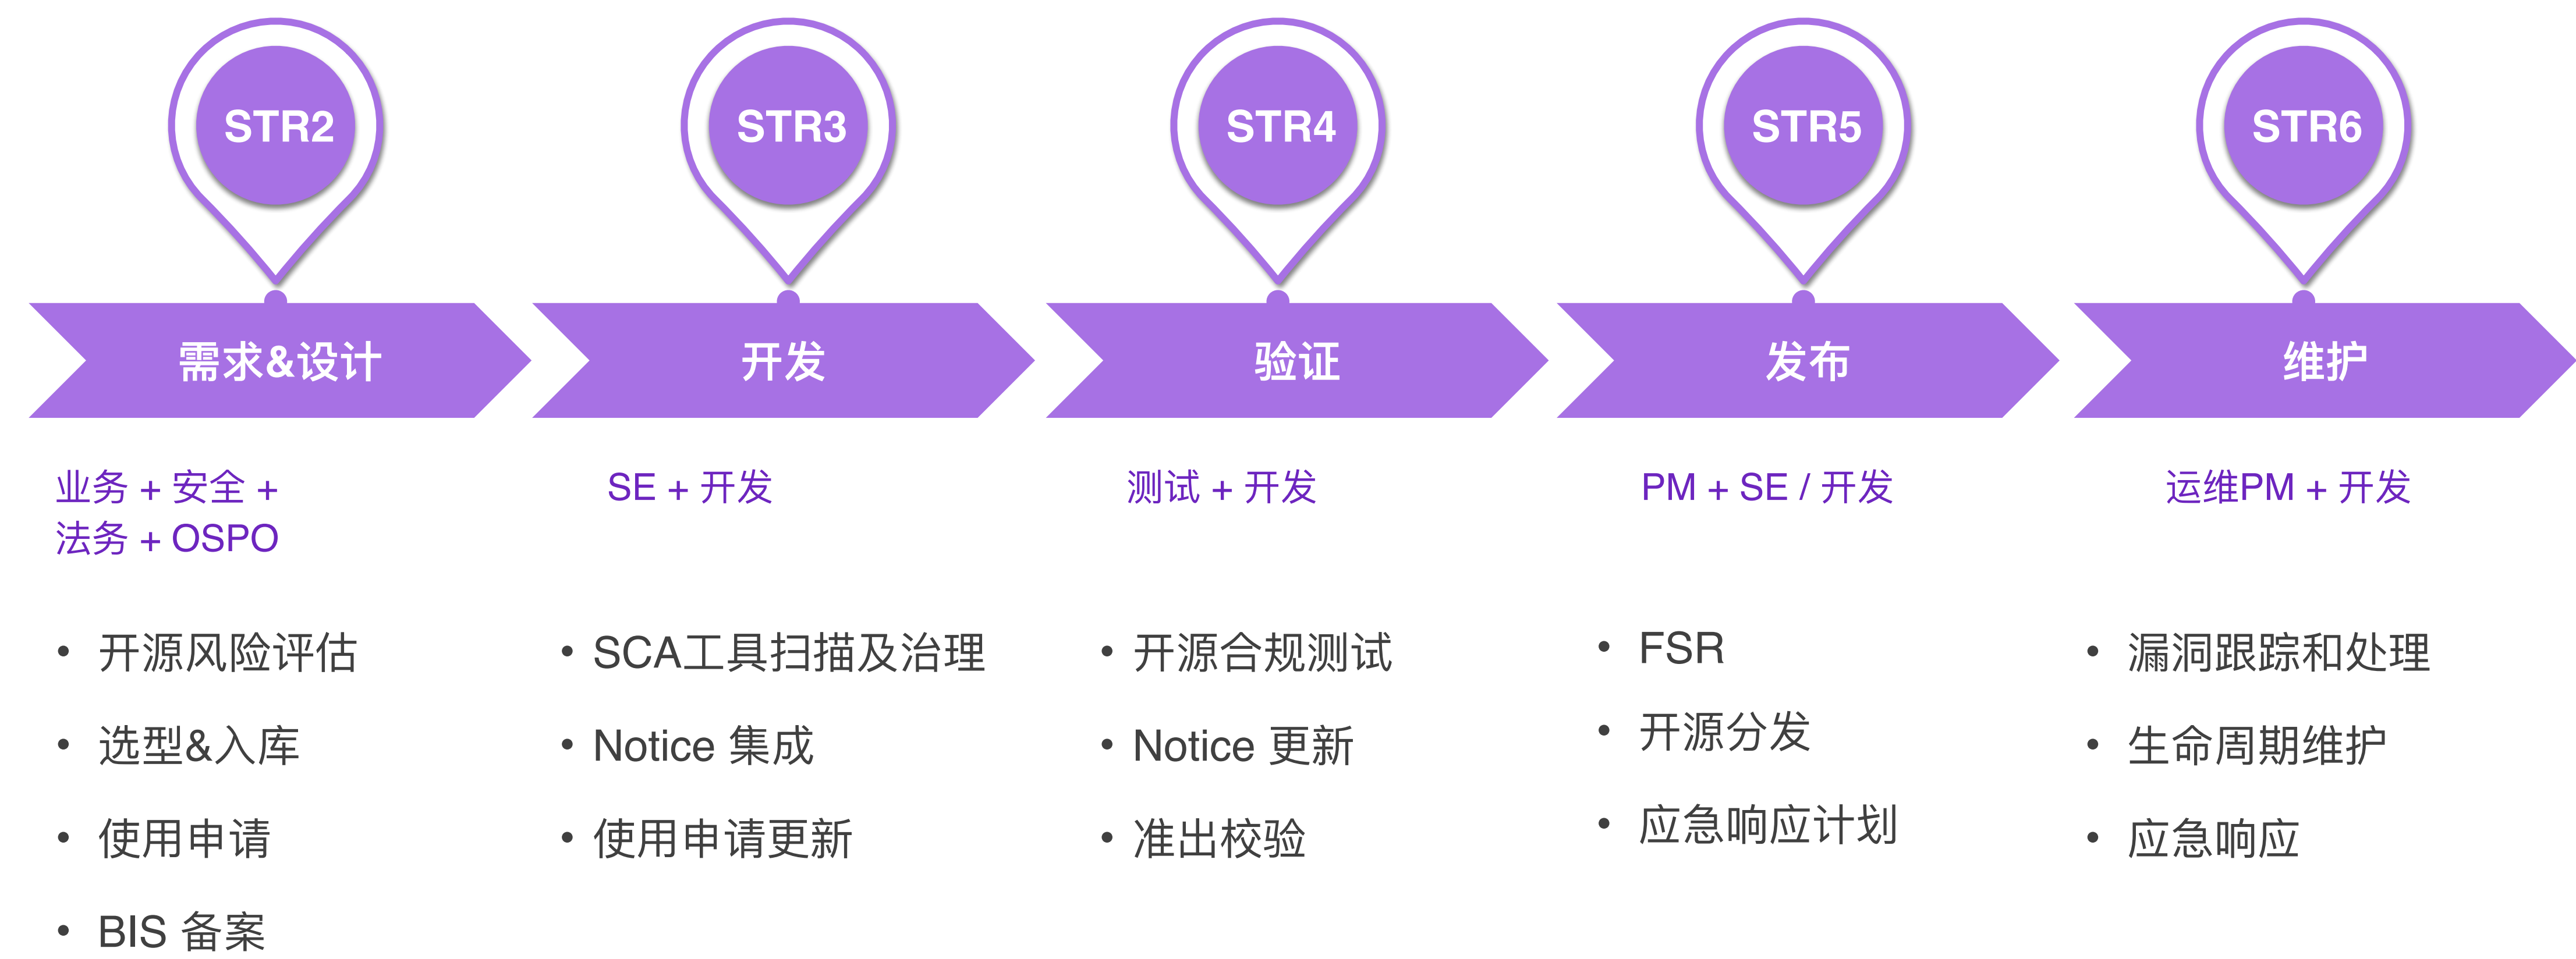 STR2
STR3
STR4
STR5
STR6
需求&设计
开发
验证
发布
维护
业务 + 安全 +
法务 + OSPO
SE + 开发
测试 + 开发
PM + SE / 开发
运维PM + 开发
• 开源风险评估
• 选型&入库
• 使用申请
• BIS 备案
• SCA工具扫描及治理
• Notice 集成
• 使用申请更新
• 开源合规测试
• Notice 更新
• 准出校验
• FSR
• 开源分发
• 应急响应计划
• 漏洞跟踪和处理
• 生命周期维护
• 应急响应